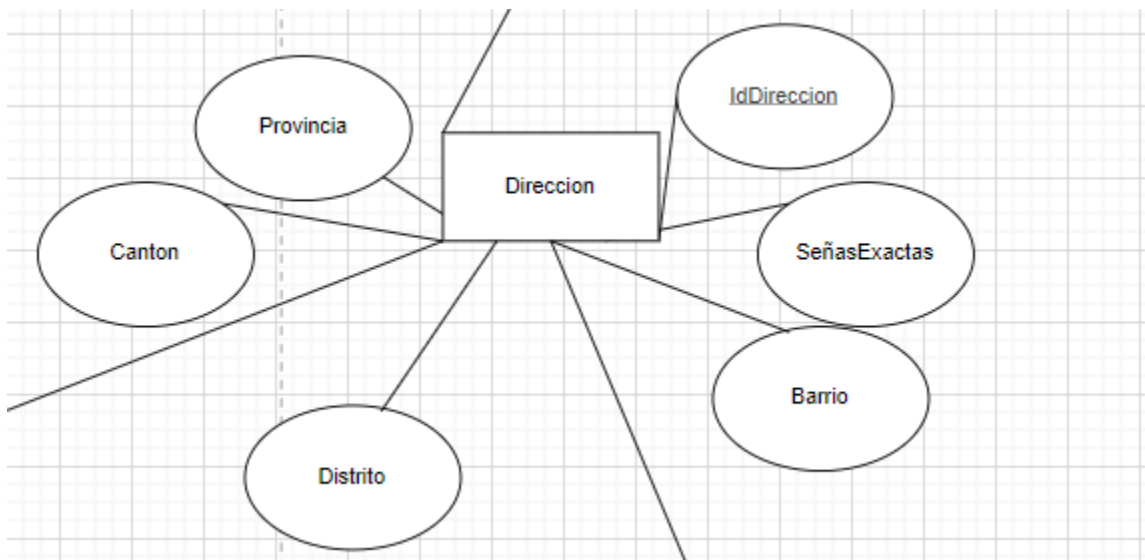 IdDireccion
Provincia
Direccion
Canton
SeñasExactas
Barrio
Distrito